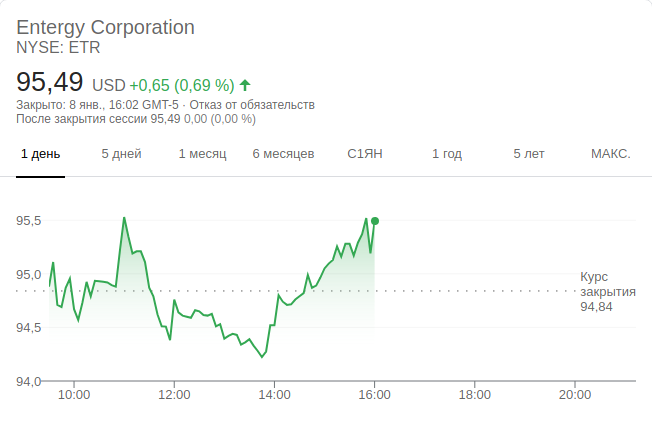 Entergy Corporation
NYSE: ETR
95,49 USD +0,65 (0,69 %)
Закрыто: 8 янв., 16:02 GMT-5 · Отказ от обязательств
После закрытия сессии 95,49 0,00 (0,00 %)
1 день 5 дней 1 месяц 6 месяцев С1ЯН 1 год 5 лет МАКС.
95,5
95,0
Курс
закрытия
94,84
94,5
94,0
10:00 12:00 14:00 16:00 18:00 20:00